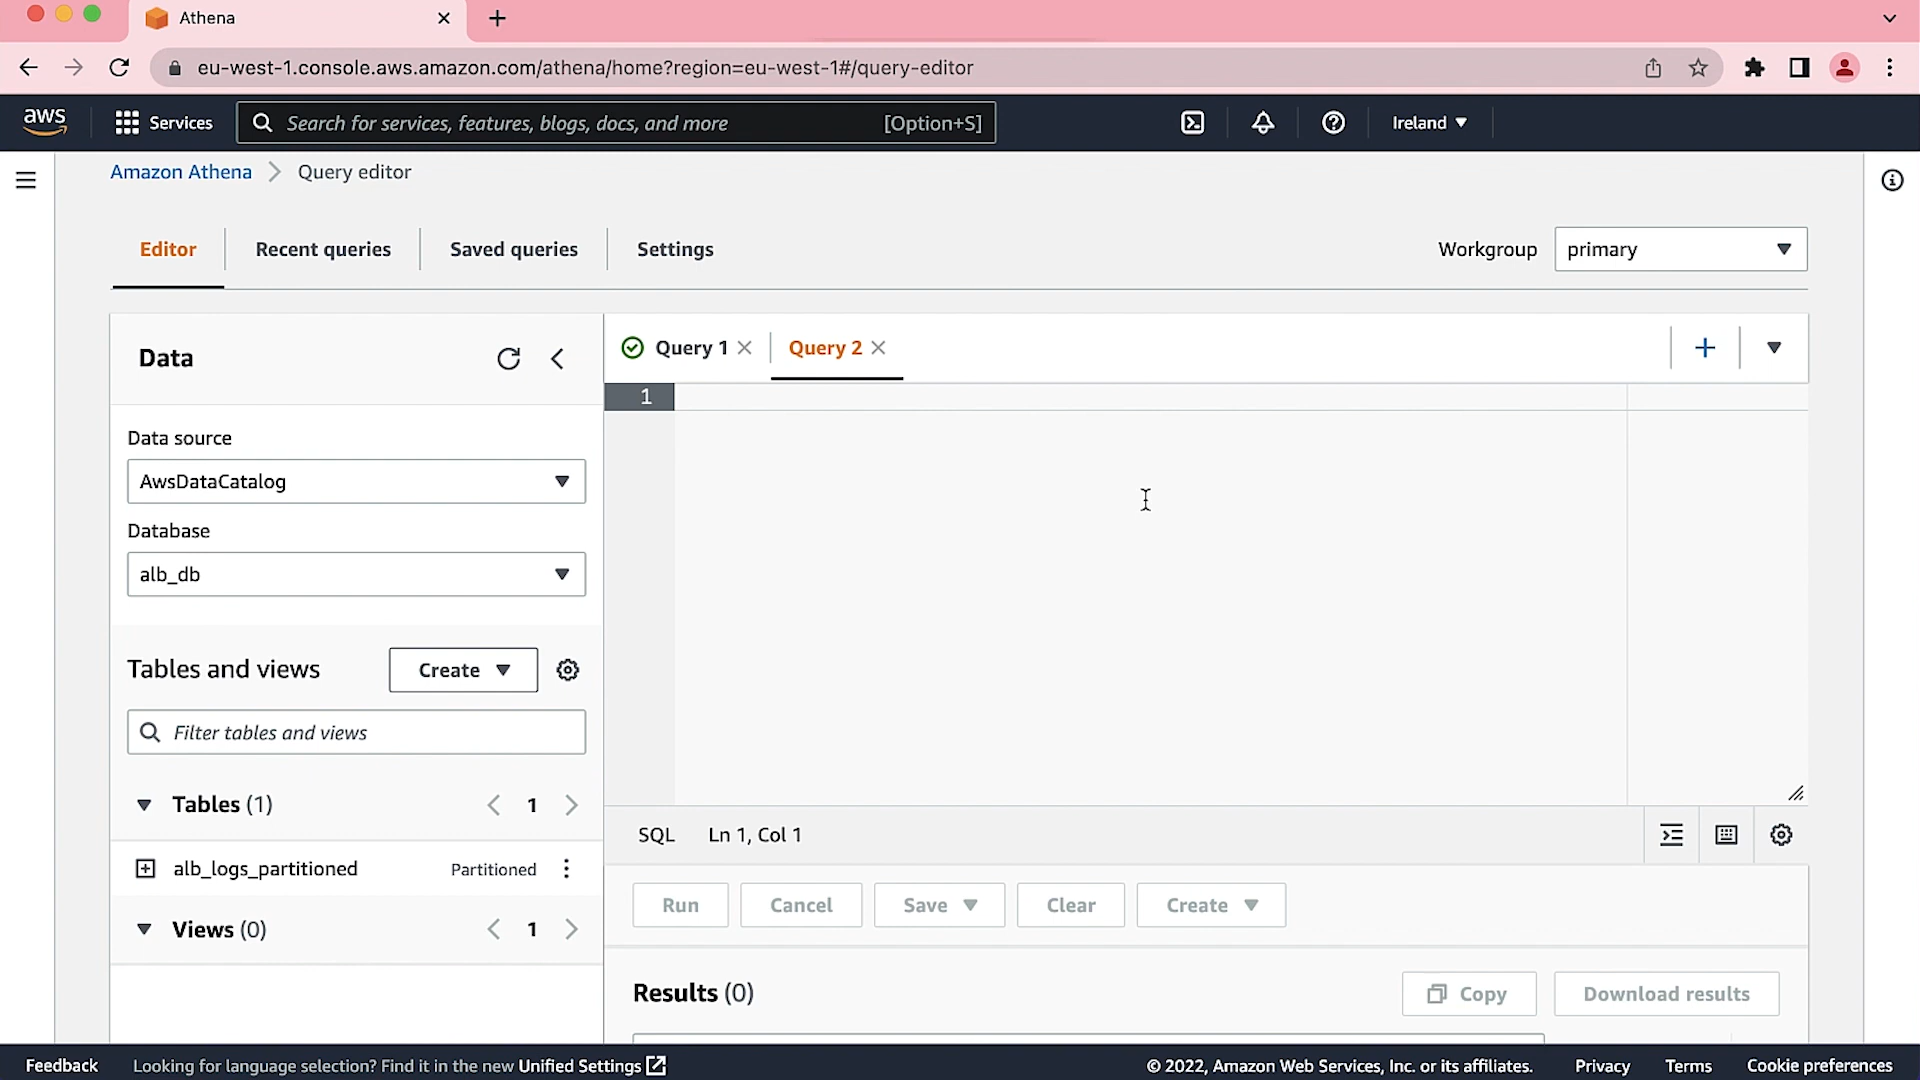 Athena
eu-west-1.console.aws.amazon.com/athena/home?region=eu-west-1#/query-editor
aws
Services
Search for services, features, blogs, docs, and more
[Option+S]
Ireland
Amazon Athena
Query editor
Editor
Recent queries
Saved queries
Settings
Workgroup
primary
Data
Query 1
Query 2
1
Data source
AwsDataCatalog
Database
alb_db
Tables and views
Create
Filter tables and views
Tables (1)
1
SQL
Ln 1, Col 1
alb_logs_partitioned
Partitioned
Run
Cancel
Save
Clear
Create
Views (0)
1
Results (0)
Copy
Download results
Feedback
Looking for language selection? Find it in the new Unified Settings
© 2022, Amazon Web Services, Inc. or its affiliates.
Privacy
Terms
Cookie preferences